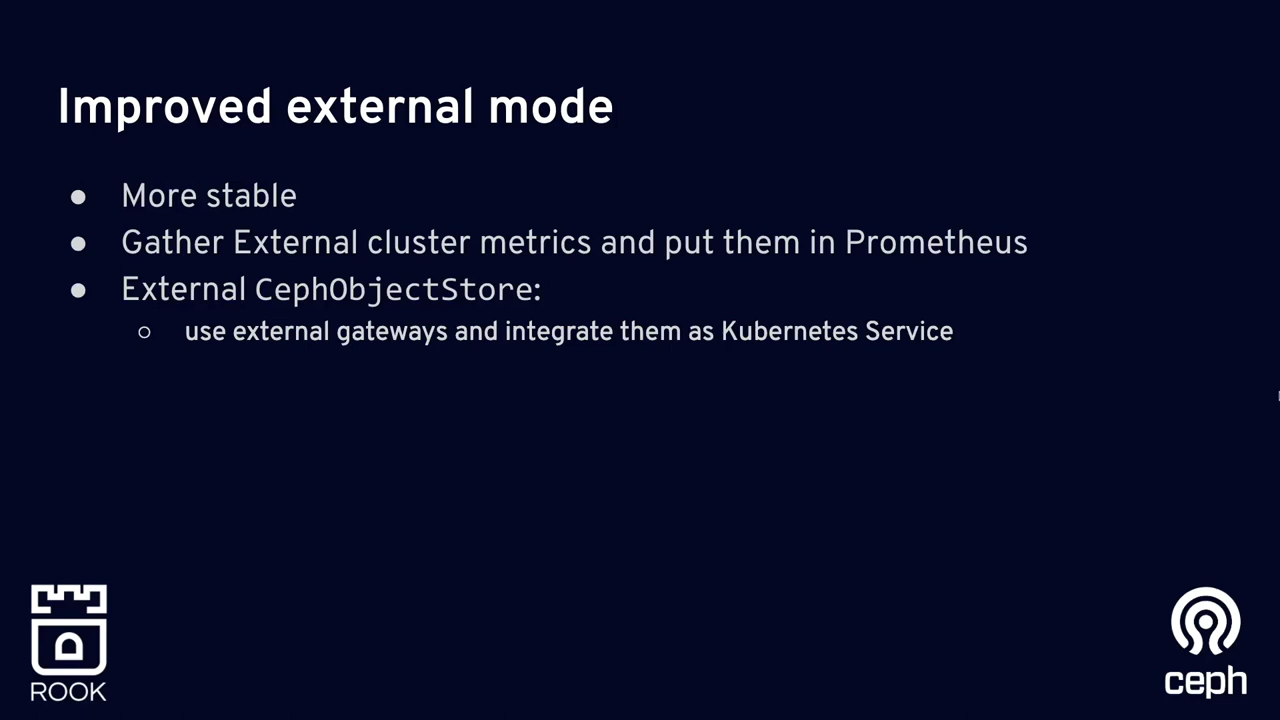 Improved external mode
● More stable
● Gather External cluster metrics and put them in Prometheus
● External CephObjectStore:
○ use external gateways and integrate them as Kubernetes Service
ROOK
ceph